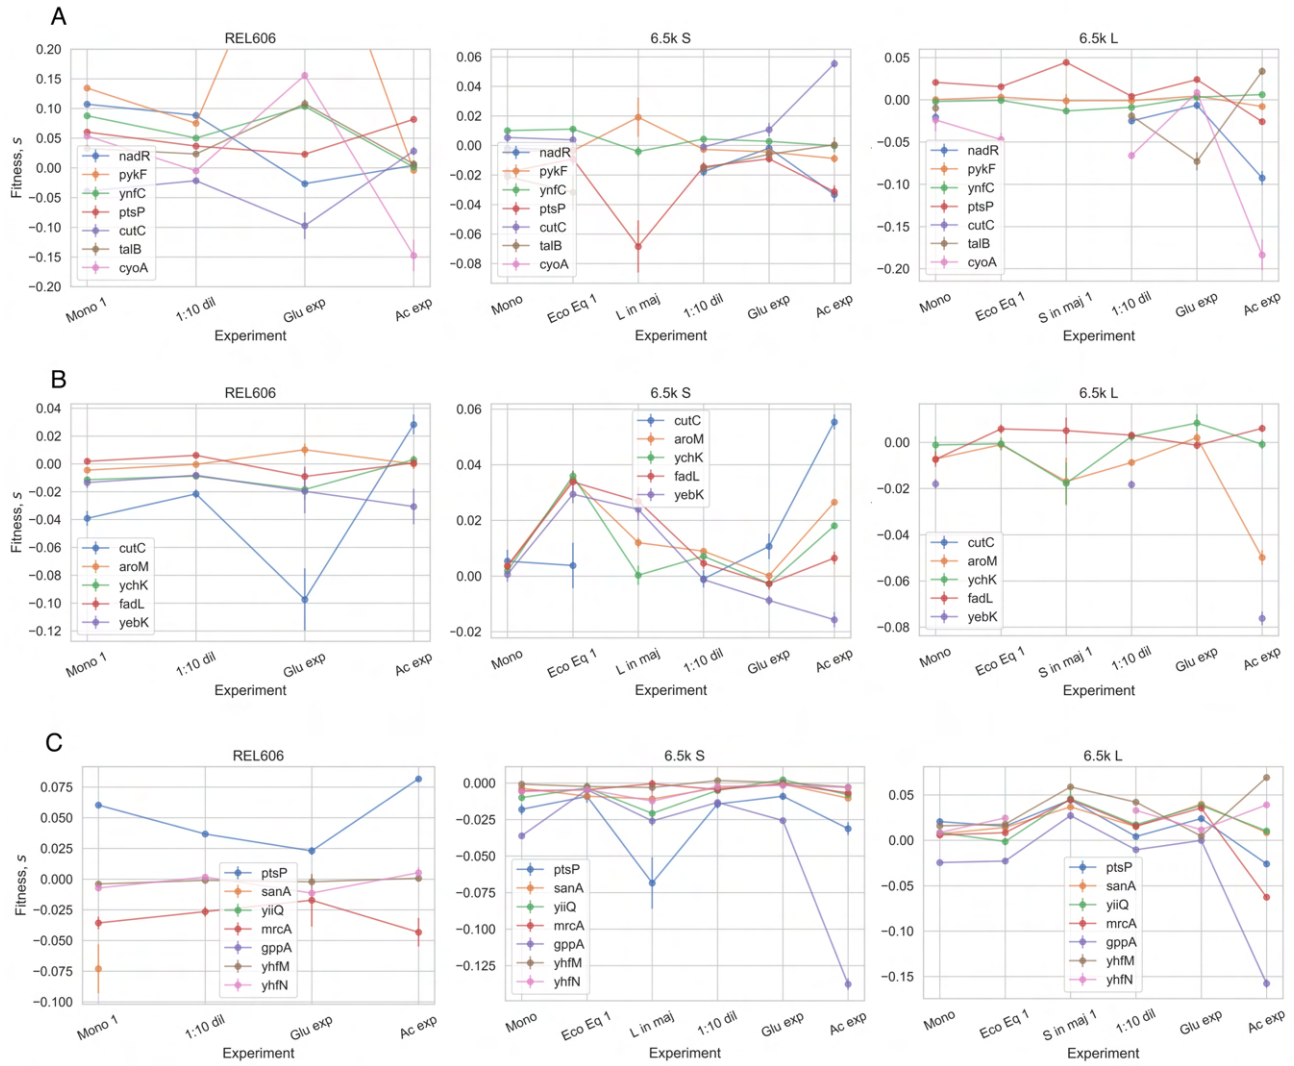 A
REL606
6.5k S
6.5k L
Fitness, s
0.20
0.15
0.10
0.05
0.00
−0.05
−0.10
−0.15
−0.20
nadR
pykF
ynfC
ptsP
cutC
talB
cyoA
Mono 1
1:10 dil
Glu exp
Ac exp
Experiment
0.06
0.04
0.02
0.00
−0.02
−0.04
−0.06
−0.08
nadR
pykF
ynfC
ptsP
cutC
talB
cyoA
Mono
Eco Eq 1
L in maj
1:10 dil
Glu exp
Ac exp
Experiment
0.05
0.00
−0.05
−0.10
−0.15
−0.20
nadR
pykF
ynfC
ptsP
cutC
talB
cyoA
Mono
Eco Eq 1
S in maj 1
1:10 dil
Glu exp
Ac exp
Experiment
B
REL606
6.5k S
6.5k L
Fitness, s
0.04
0.02
0.00
−0.02
−0.04
−0.06
−0.08
−0.10
−0.12
cutC
aroM
ychK
fadL
yebK
Mono 1
1:10 dil
Glu exp
Ac exp
Experiment
0.06
0.04
0.02
0.00
−0.02
cutC
aroM
ychK
fadL
yebK
Mono
Eco Eq 1
L in maj
1:10 dil
Glu exp
Ac exp
Experiment
0.00
−0.02
−0.04
−0.06
−0.08
cutC
aroM
ychK
fadL
yebK
Mono
Eco Eq 1
S in maj 1
1:10 dil
Glu exp
Ac exp
Experiment
C
REL606
6.5k S
6.5k L
Fitness, s
0.075
0.050
0.025
0.000
−0.025
−0.050
−0.075
−0.100
ptsP
sanA
yiiQ
mrcA
gppA
yhfM
yhfN
Mono 1
1:10 dil
Glu exp
Ac exp
Experiment
0.000
−0.025
−0.050
−0.075
−0.100
−0.125
ptsP
sanA
yiiQ
mrcA
gppA
yhfM
yhfN
Mono
Eco Eq 1
L in maj
1:10 dil
Glu exp
Ac exp
Experiment
0.05
0.00
−0.05
−0.10
−0.15
ptsP
sanA
yiiQ
mrcA
gppA
yhfM
yhfN
Mono
Eco Eq 1
S in maj 1
1:10 dil
Glu exp
Ac exp
Experiment